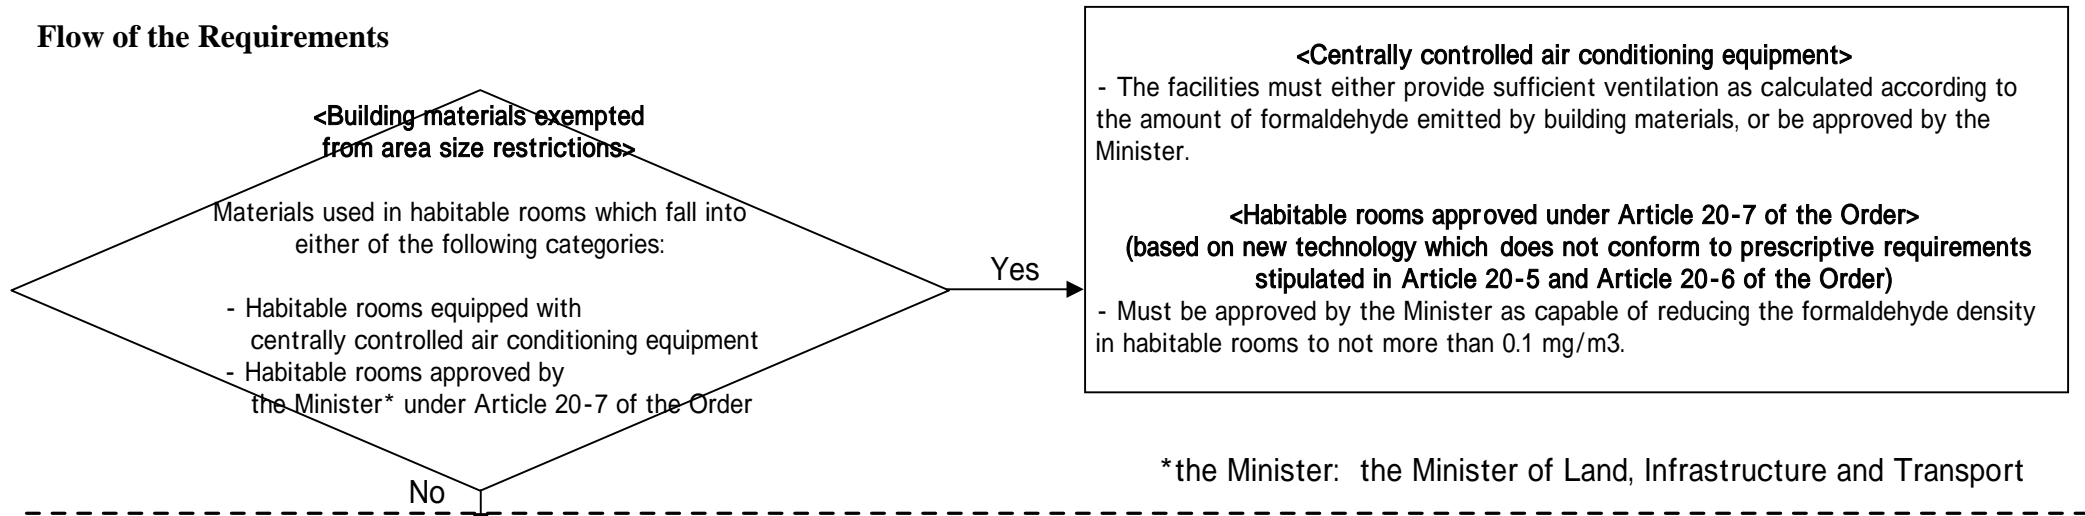 Flow of the Requirements
<Building materials exempted
from area size restrictions>
Materials used in habitable rooms which fall into
either of the following categories:
- Habitable rooms equipped with
centrally controlled air conditioning equipment
- Habitable rooms approved by
the Minister* under Article 20-7 of the Order
Yes
No
<Centrally controlled air conditioning equipment>
- The facilities must either provide sufficient ventilation as calculated according to
the amount of formaldehyde emitted by building materials, or be approved by the
Minister.
<Habitable rooms approved under Article 20-7 of the Order>
(based on new technology which does not conform to prescriptive requirements
stipulated in Article 20-5 and Article 20-6 of the Order)
- Must be approved by the Minister as capable of reducing the formaldehyde density
in habitable rooms to not more than 0.1 mg/m3.
*the Minister: the Minister of Land, Infrastructure and Transport